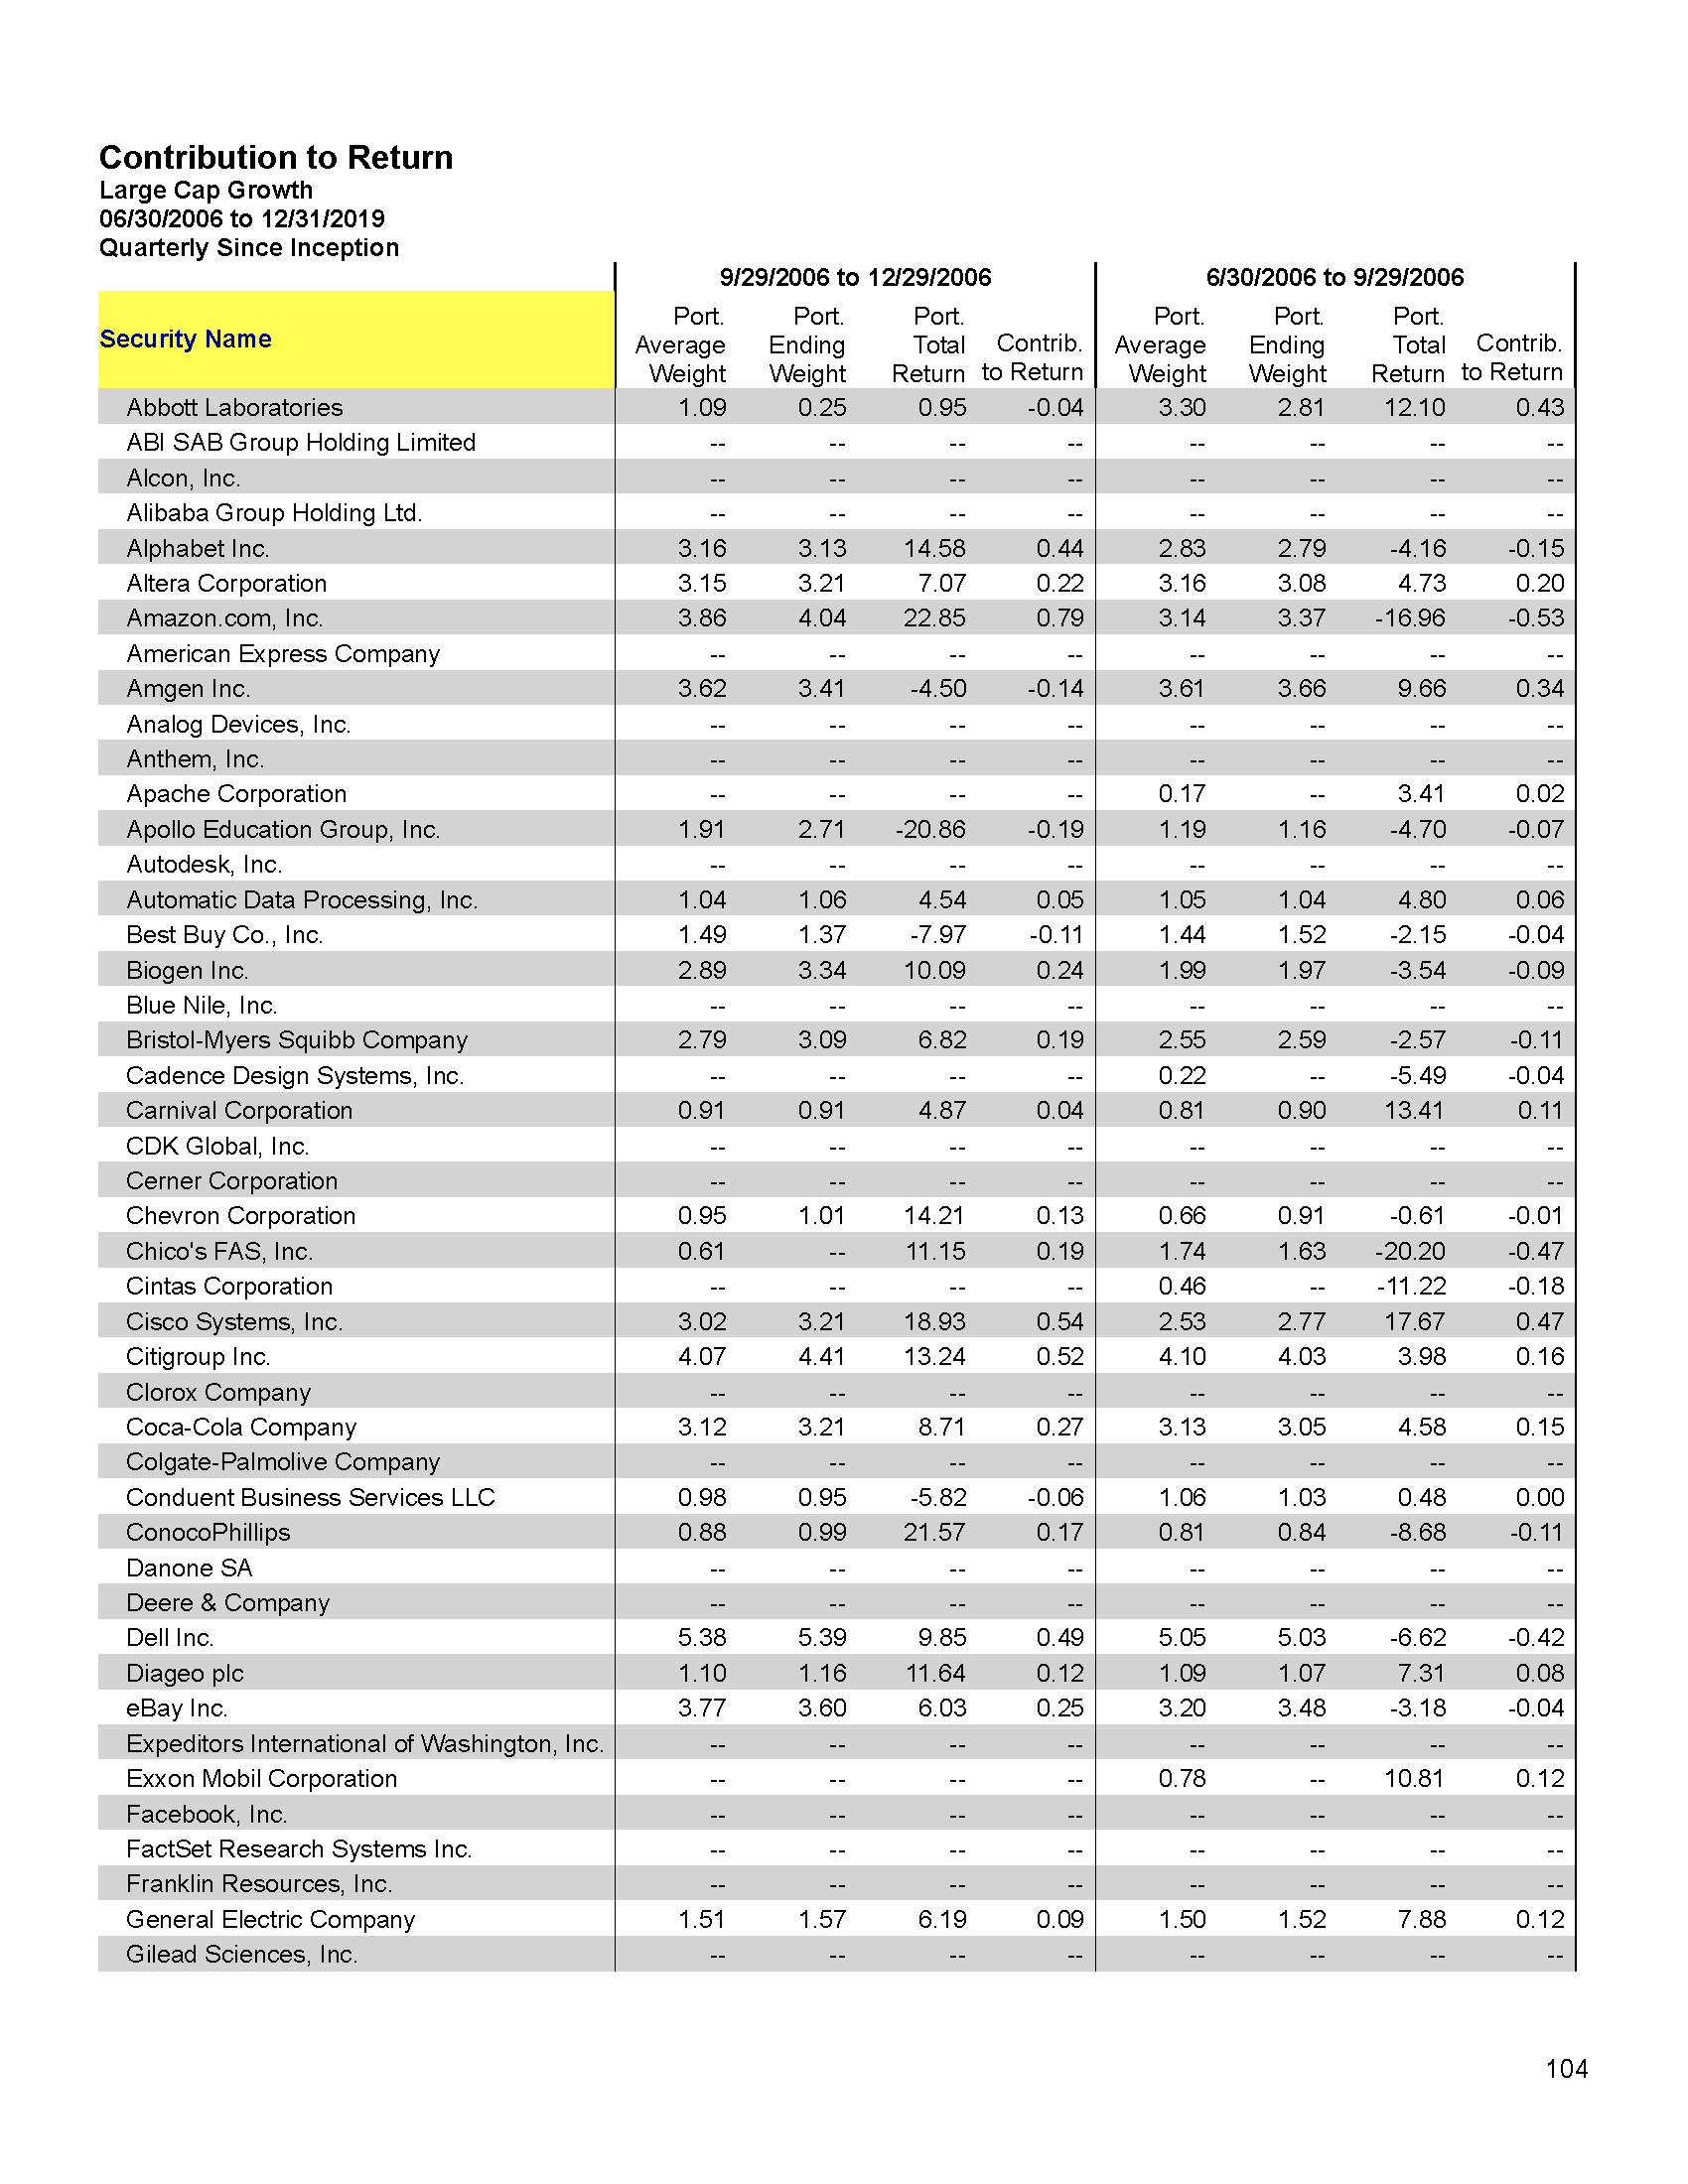 Contribution to Return
Large Cap Growth
06/30/2006 to 12/31/2019
Quarterly Since Inception
9/29/2006 to 12/29/2006 6/30/2006 to 9/29/2006
Security Name Port. Average Weight Port. Ending Weight Port. Total Return Contrib. to Return Port. Average Weight Port. Ending Weight Port. Total Return Contrib. to Return
Abbott Laboratories 1.09 0.25 0.95 -0.04 3.30 2.81 12.10 0.43
ABI SAB Group Holding Limited -- -- -- -- -- -- -- --
Alcon, Inc. -- -- -- -- -- -- -- --
Alibaba Group Holding Ltd. -- -- -- -- -- -- -- --
Alphabet Inc. 3.16 3.13 14.58 0.44 2.83 2.79 -4.16 -0.15
Altera Corporation 3.15 3.21 7.07 0.22 3.16 3.08 4.73 0.20
Amazon.com, Inc. 3.86 4.04 22.85 0.79 3.14 3.37 -16.96 -0.53
American Express Company -- -- -- -- -- -- -- --
Amgen Inc. 3.62 3.41 -4.50 -0.14 3.61 3.66 9.66 0.34
Analog Devices, Inc. -- -- -- -- -- -- -- --
Anthem, Inc. -- -- -- -- -- -- -- --
Apache Corporation -- -- -- -- 0.17 -- 3.41 0.02
Apollo Education Group, Inc. 1.91 2.71 -20.86 -0.19 1.19 1.16 -4.70 -0.07
Autodesk, Inc. -- -- -- -- -- -- -- --
Automatic Data Processing, Inc. 1.04 1.06 4.54 0.05 1.05 1.04 4.80 0.06
Best Buy Co., Inc. 1.49 1.37 -7.97 -0.11 1.44 1.52 -2.15 -0.04
Biogen Inc. 2.89 3.34 10.09 0.24 1.99 1.97 -3.54 -0.09
Blue Nile, Inc. -- -- -- -- -- -- -- --
Bristol-Myers Squibb Company 2.79 3.09 6.82 0.19 2.55 2.59 -2.57 -0.11
Cadence Design Systems, Inc. -- -- -- -- 0.22 -- -5.49 -0.04
Carnival Corporation 0.91 0.91 4.87 0.04 0.81 0.90 13.41 0.11
CDK Global, Inc. -- -- -- -- -- -- -- --
Cerner Corporation -- -- -- -- -- -- -- --
Chevron Corporation 0.95 1.01 14.21 0.13 0.66 0.91 -0.61 -0.01
Chico's FAS, Inc. 0.61 -- 11.15 0.19 1.74 1.63 -20.20 -0.47
Cintas Corporation -- -- -- -- 0.46 -- -11.22 -0.18
Cisco Systems, Inc. 3.02 3.21 18.93 0.54 2.53 2.77 17.67 0.47
Citigroup Inc. 4.07 4.41 13.24 0.52 4.10 4.03 3.98 0.16
Clorox Company -- -- -- -- -- -- -- --
Coca-Cola Company 3.12 3.21 8.71 0.27 3.13 3.05 4.58 0.15
Colgate-Palmolive Company -- -- -- -- -- -- -- --
Conduent Business Services LLC 0.98 0.95 -5.82 -0.06 1.06 1.03 0.48 0.00
ConocoPhillips 0.88 0.99 21.57 0.17 0.81 0.84 -8.68 -0.11
Danone SA -- -- -- -- -- -- -- --
Deere & Company -- -- -- -- -- -- -- --
Dell Inc. 5.38 5.39 9.85 0.49 5.05 5.03 -6.62 -0.42
Diageo plc 1.10 1.16 11.64 0.12 1.09 1.07 7.31 0.08
eBay Inc. 3.77 3.60 6.03 0.25 3.20 3.48 -3.18 -0.04
Expeditors International of Washington, Inc. -- -- -- -- -- -- -- --
Exxon Mobil Corporation -- -- -- -- 0.78 -- 10.81 0.12
Facebook, Inc. -- -- -- -- -- -- -- --
FactSet Research Systems Inc. -- -- -- -- -- -- -- --
Franklin Resources, Inc. -- -- -- -- -- -- -- --
General Electric Company 1.51 1.57 6.19 0.09 1.50 1.52 7.88 0.12
Gilead Sciences, Inc. -- -- -- -- -- -- -- --
104